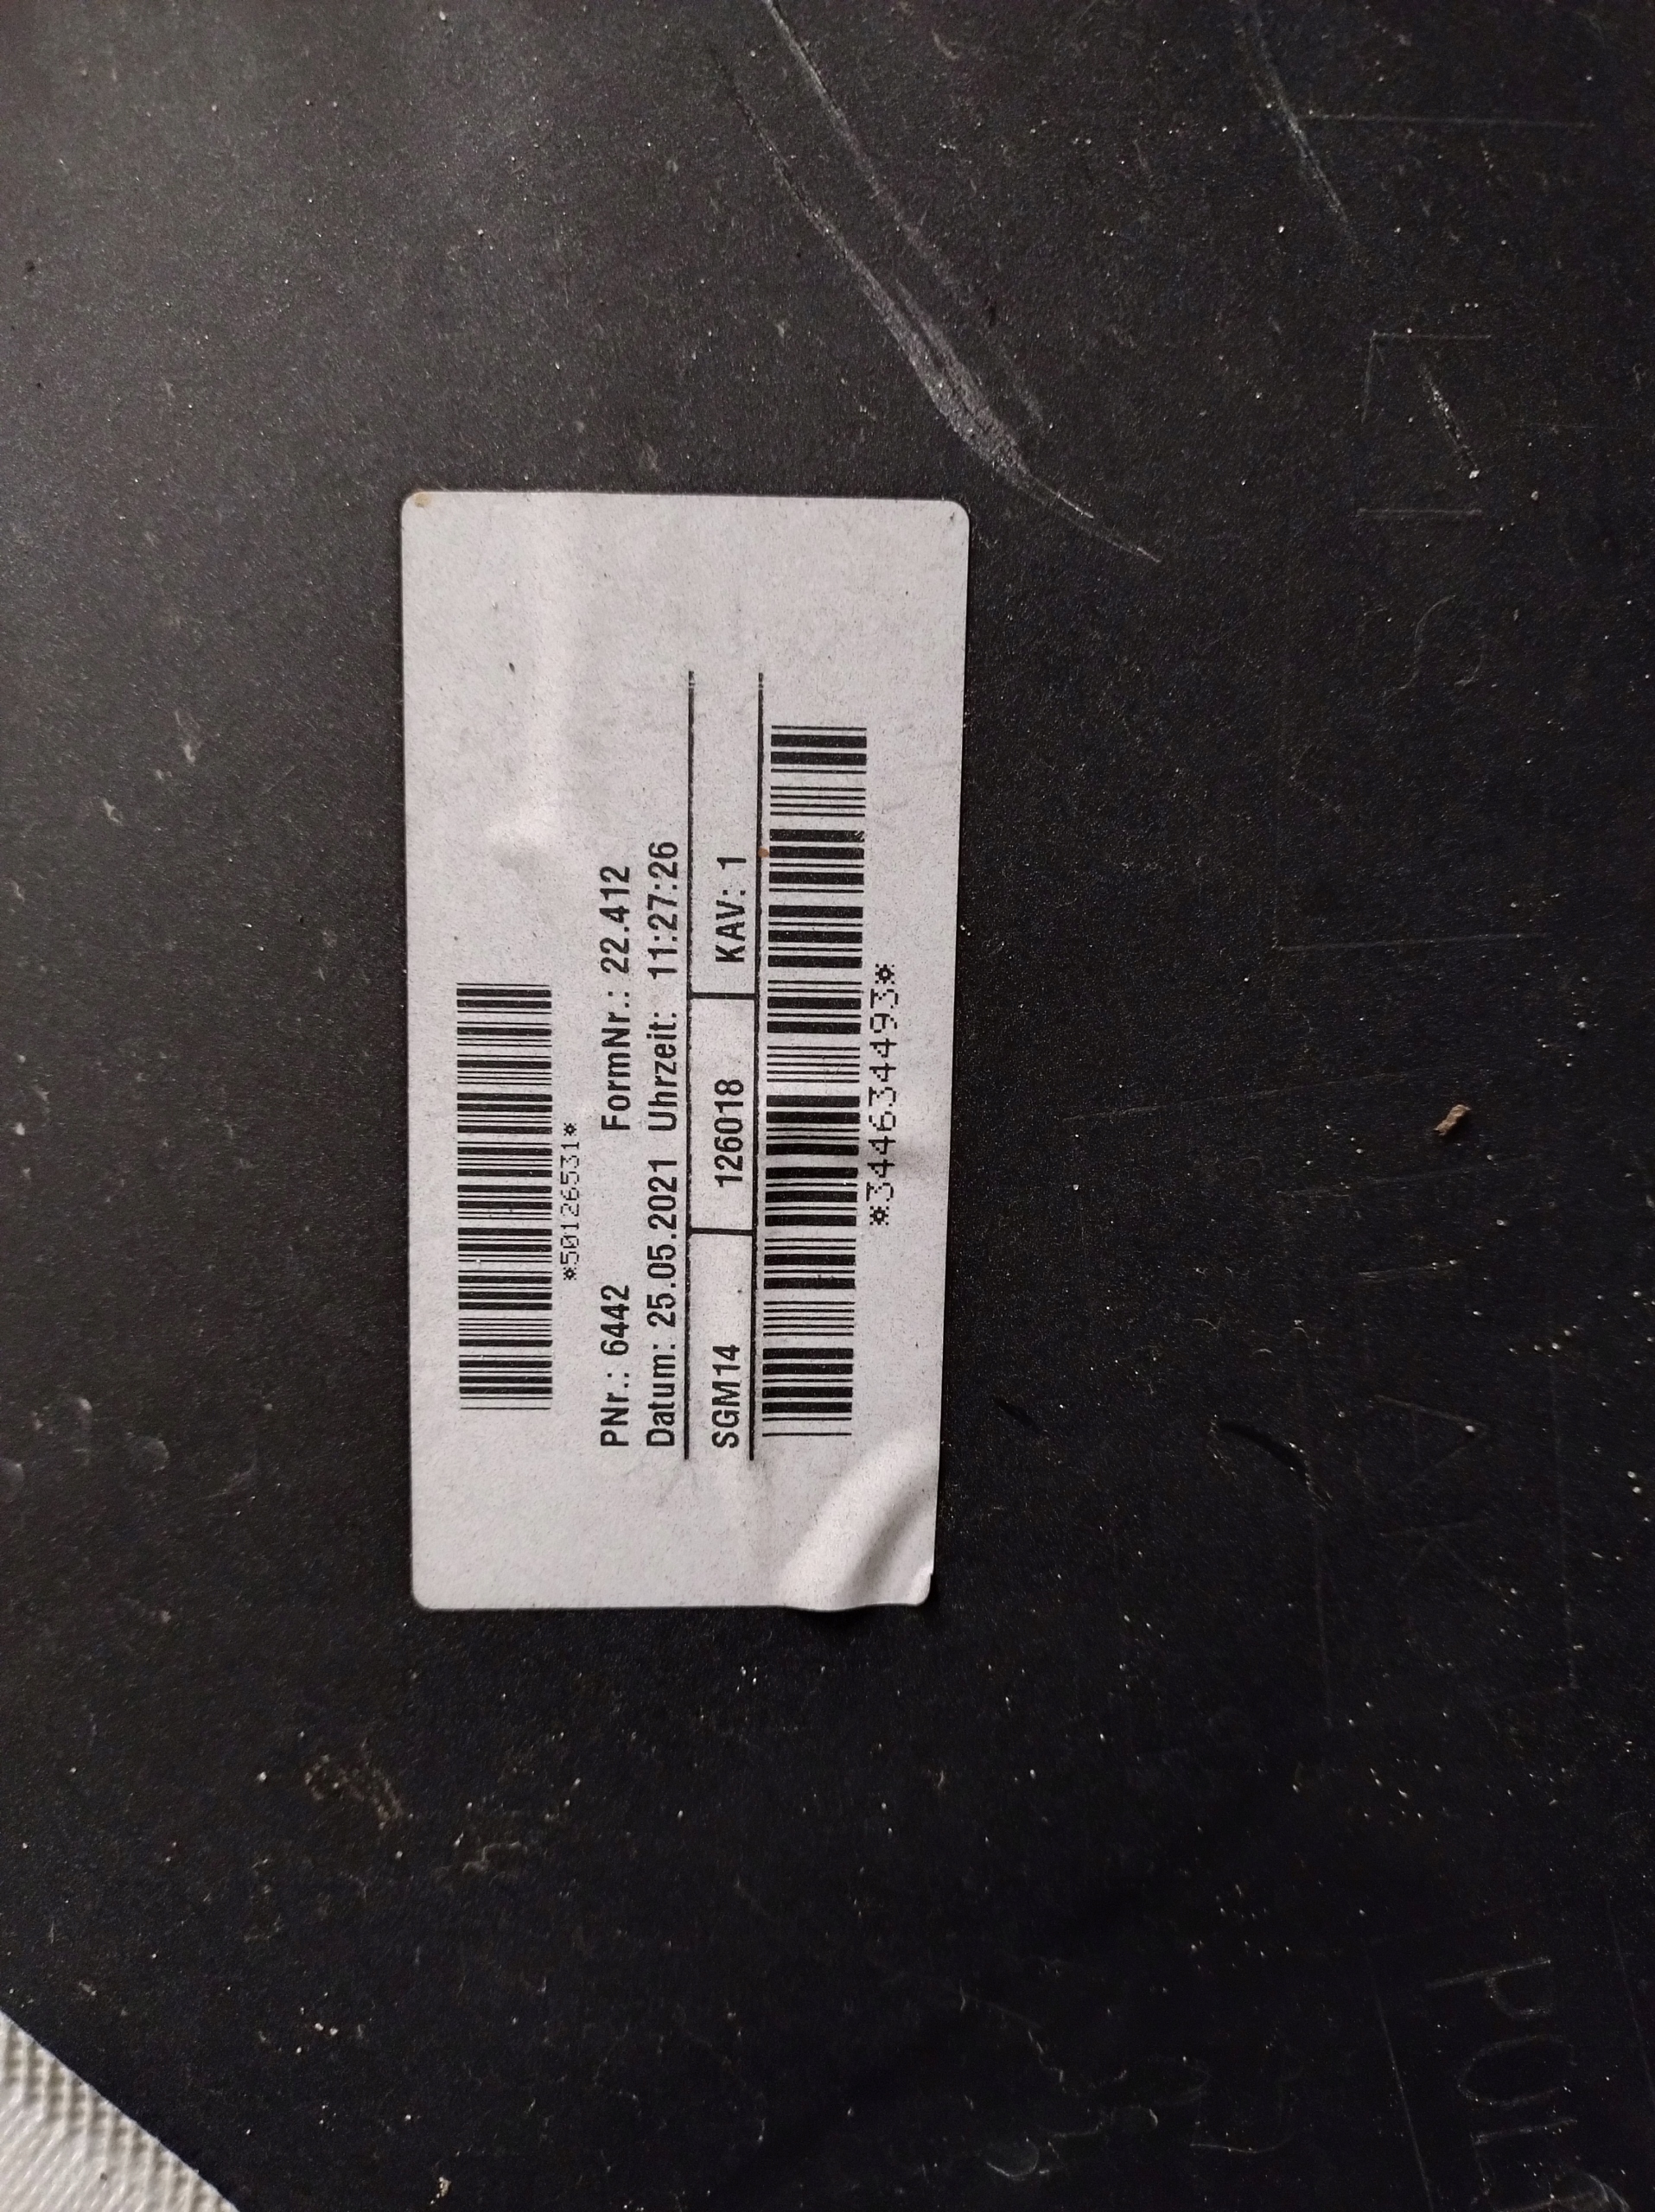 *50126531*
PNr.: 6442 FormNr.: 22.412
Datum: 25.05.2021 Uhrzeit: 11:27:26
SGM14 126018 KAV: 1
*344634493*